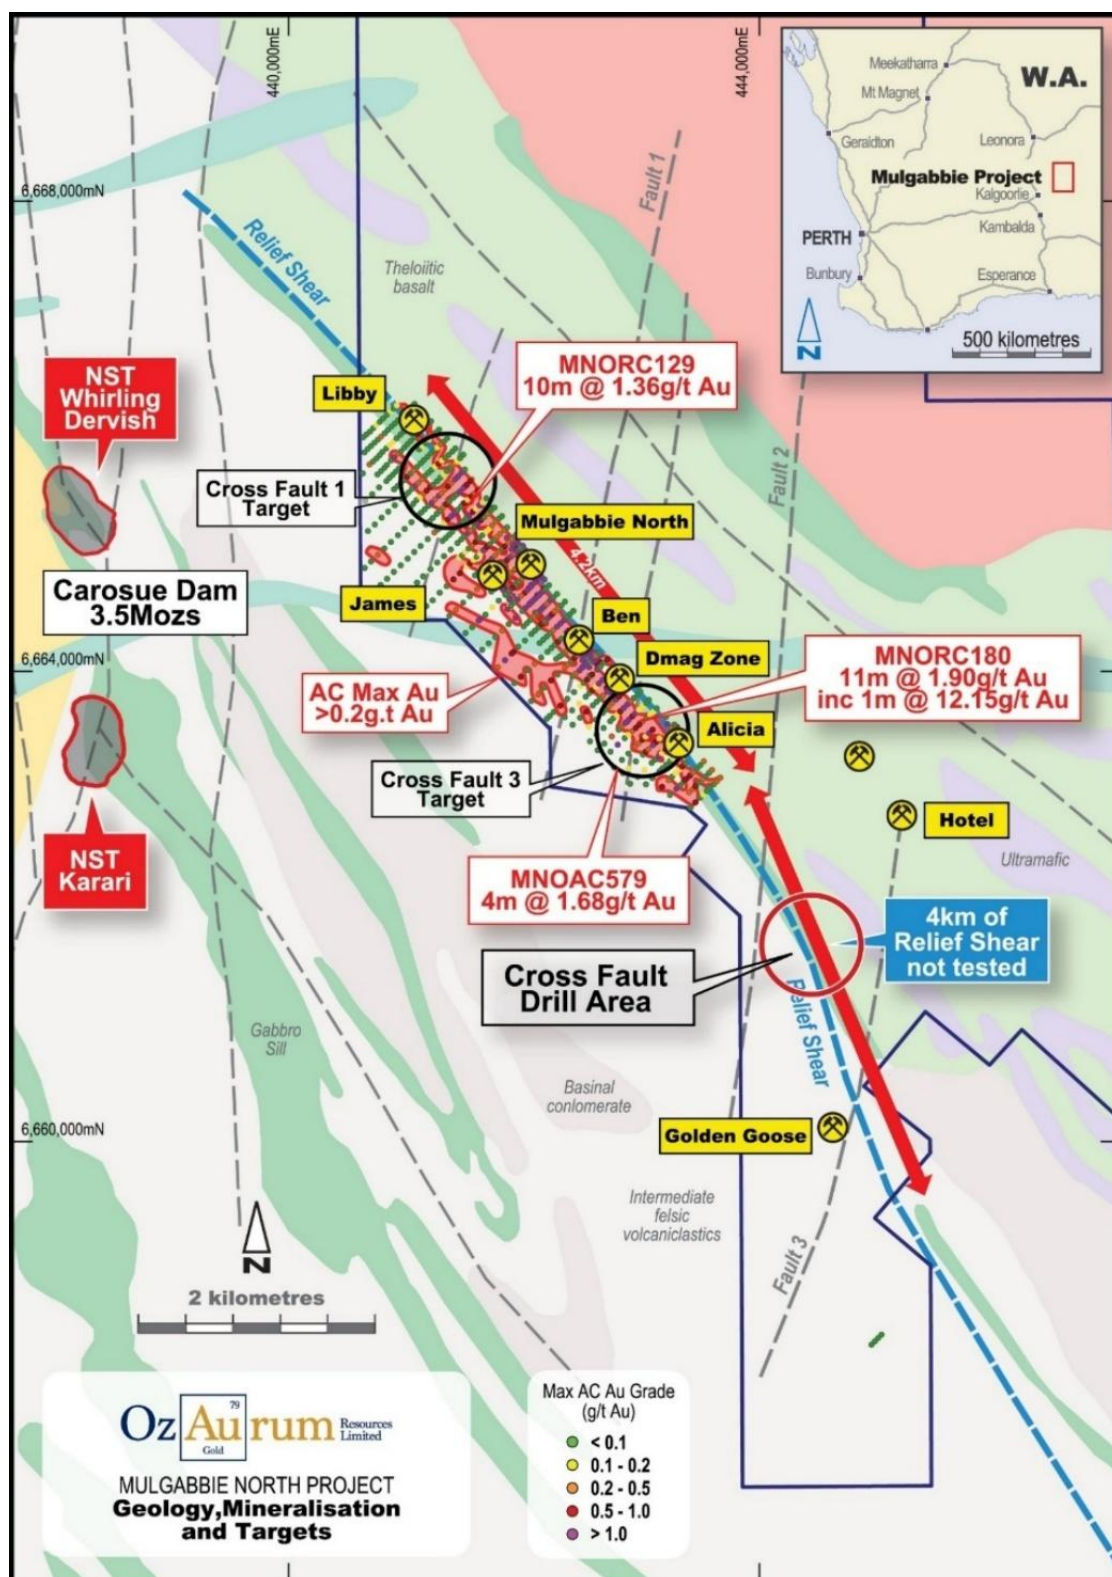 440,000mE
444,000mE
6,668,000mN
6,664,000mN
6,660,000mN
Meekatharra
W.A.
Mt Magnet
Geraldton
Leonora
Mulgabbie Project
Kalgoorlie
PERTH
Kambalda
Bunbury
Esperance
N
500 kilometres
Fault 1
Relief Shear
Theloiitic
basalt
Fault 2
NST
Whirling
Dervish
Libby
MNORC129
10m @ 1.36g/t Au
Cross Fault 1
Target
Mulgabbie North
4.2km
Carosue Dam
3.5Mozs
James
Ben
Dmag Zone
MNORC180
11m @ 1.90g/t Au
inc 1m @ 12.15g/t Au
AC Max Au
>0.2g.t Au
Alicia
Cross Fault 3
Target
Hotel
NST
Karari
MNOAC579
4m @ 1.68g/t Au
Ultramafic
4km of
Relief Shear
not tested
Cross Fault
Drill Area
Relief Shear
Gabbro
Sill
Basinal
conlomerate
Golden Goose
Intermediate
felsic
volcaniclastics
Fault 3
N
2 kilometres
Oz Aurum Resources
Limited
79
Gold
MULGABBIE NORTH PROJECT
Geology,Mineralisation
and Targets
Max AC Au Grade
(g/t Au)
< 0.1
0.1 - 0.2
0.2 - 0.5
0.5 - 1.0
> 1.0